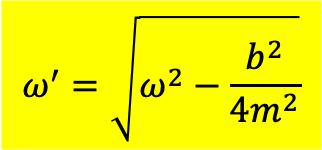 ω′ = √(ω² − b²/4m²)